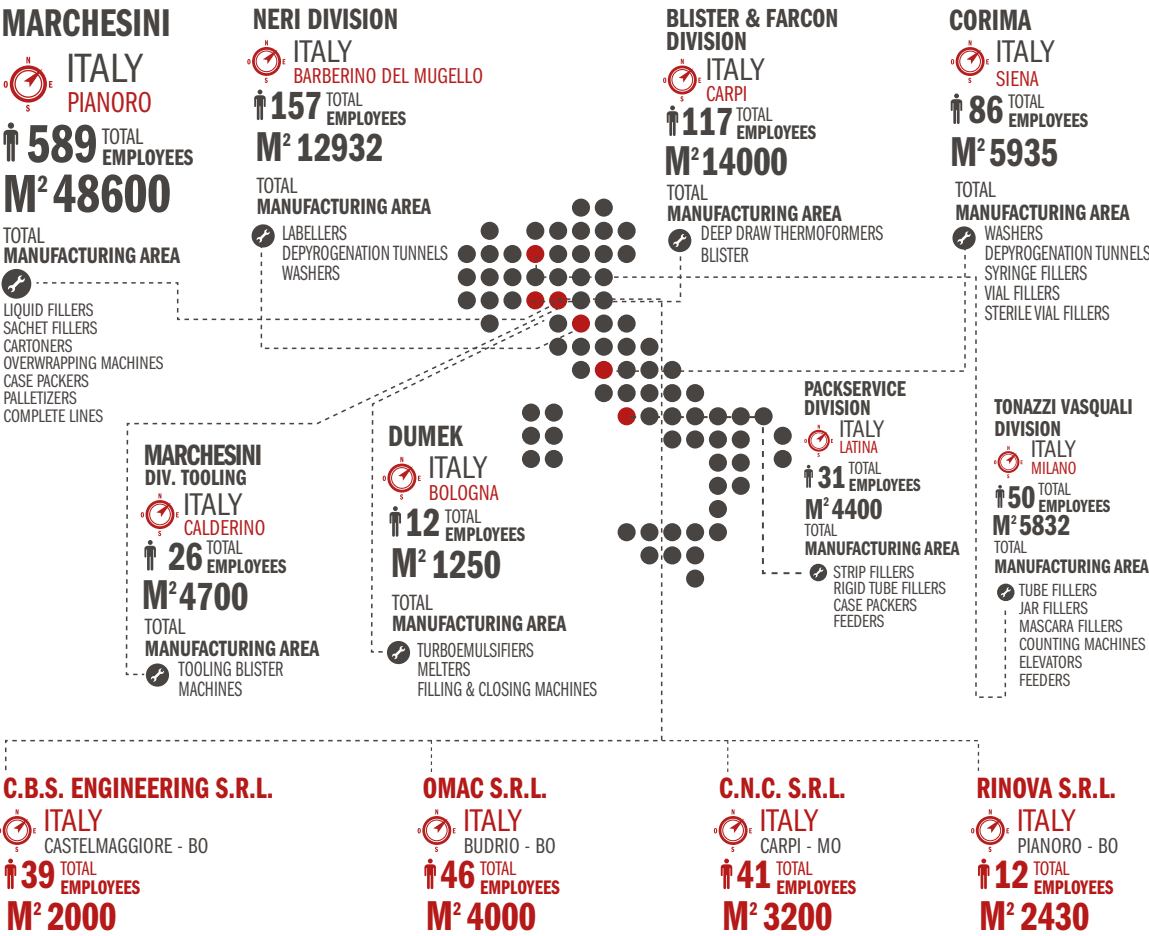 MARCHESINI
N
O
E
S
ITALY
PIANORO
589 TOTAL
EMPLOYEES
M² 48600
TOTAL
MANUFACTURING AREA
LIQUID FILLERS
SACHET FILLERS
CARTONERS
OVERWRAPPING MACHINES
CASE PACKERS
PALLETIZERS
COMPLETE LINES
NERI DIVISION
N
O
E
S
ITALY
BARBERINO DEL MUGELLO
157 TOTAL
EMPLOYEES
M² 12932
TOTAL
MANUFACTURING AREA
LABELLERS
DEPYROGENATION TUNNELS
WASHERS
BLISTER & FARCON
DIVISION
N
O
E
S
ITALY
CARPI
117 TOTAL
EMPLOYEES
M² 14000
TOTAL
MANUFACTURING AREA
DEEP DRAW THERMOFORMERS
BLISTER
CORIMA
N
O
E
S
ITALY
SIENA
86 TOTAL
EMPLOYEES
M² 5935
TOTAL
MANUFACTURING AREA
WASHERS
DEPYROGENATION TUNNELS
SYRINGE FILLERS
VIAL FILLERS
STERILE VIAL FILLERS
MARCHESINI
DIV. TOOLING
N
O
E
S
ITALY
CALDERINO
26 TOTAL
EMPLOYEES
M² 4700
TOTAL
MANUFACTURING AREA
TOOLING BLISTER
MACHINES
DUMEK
N
O
E
S
ITALY
BOLOGNA
12 TOTAL
EMPLOYEES
M² 1250
TOTAL
MANUFACTURING AREA
TURBOEMULSIFIERS
MELTERS
FILLING & CLOSING MACHINES
PACKSERVICE
DIVISION
N
O
E
S
ITALY
LATINA
31 TOTAL
EMPLOYEES
M² 4400
TOTAL
MANUFACTURING AREA
STRIP FILLERS
RIGID TUBE FILLERS
CASE PACKERS
FEEDERS
TONAZZI VASQUALI
DIVISION
N
O
E
S
ITALY
MILANO
50 TOTAL
EMPLOYEES
M² 5832
TOTAL
MANUFACTURING AREA
TUBE FILLERS
JAR FILLERS
MASCARA FILLERS
COUNTING MACHINES
ELEVATORS
FEEDERS
C.B.S. ENGINEERING S.R.L.
N
O
E
S
ITALY
CASTELMAGGIORE - BO
39 TOTAL
EMPLOYEES
M² 2000
OMAC S.R.L.
N
O
E
S
ITALY
BUDRIO - BO
46 TOTAL
EMPLOYEES
M² 4000
C.N.C. S.R.L.
N
O
E
S
ITALY
CARPI - MO
41 TOTAL
EMPLOYEES
M² 3200
RINOVA S.R.L.
N
O
E
S
ITALY
PIANORO - BO
12 TOTAL
EMPLOYEES
M² 2430